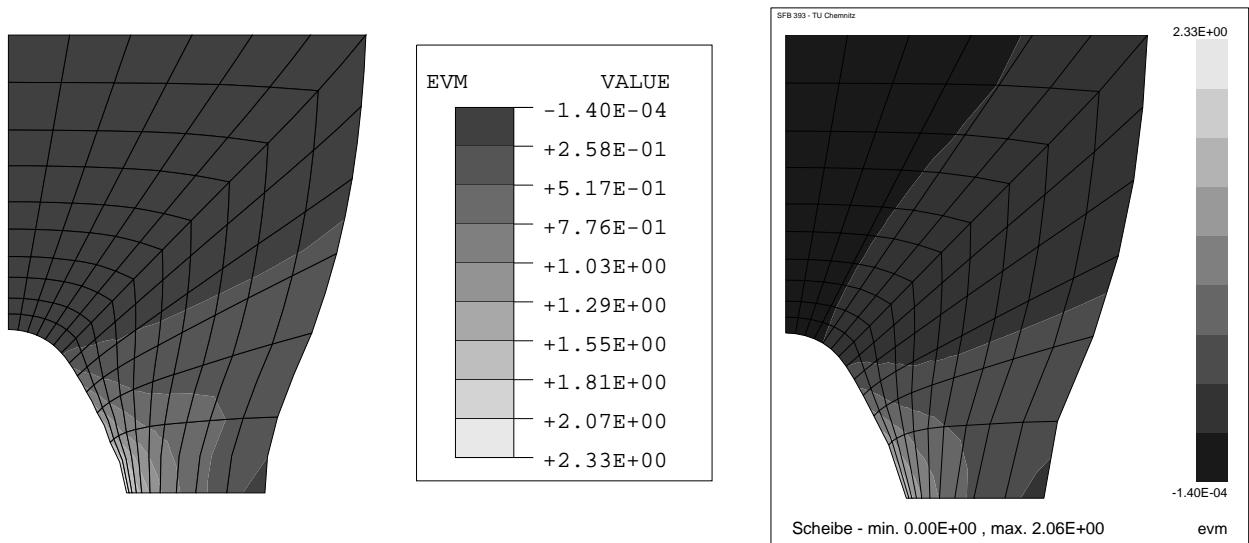 EVM VALUE
-1.40E-04
+2.58E-01
+5.17E-01
+7.76E-01
+1.03E+00
+1.29E+00
+1.55E+00
+1.81E+00
+2.07E+00
+2.33E+00
SFB 393 - TU Chemnitz
2.33E+00
-1.40E-04
Scheibe - min. 0.00E+00 , max. 2.06E+00 evm